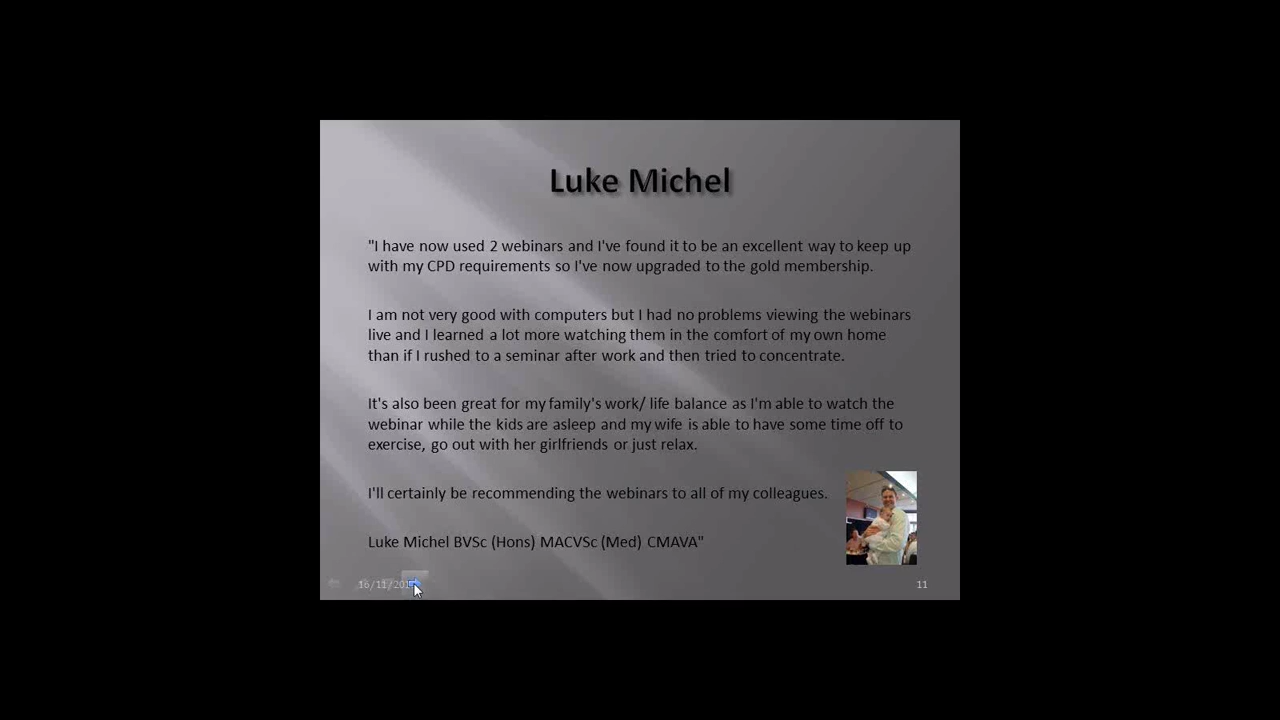 Luke Michel
"I have now used 2 webinars and I've found it to be an excellent way to keep up
with my CPD requirements so I've now upgraded to the gold membership.
I am not very good with computers but I had no problems viewing the webinars
live and I learned a lot more watching them in the comfort of my own home
than if I rushed to a seminar after work and then tried to concentrate.
It's also been great for my family's work/ life balance as I'm able to watch the
webinar while the kids are asleep and my wife is able to have some time off to
exercise, go out with her girlfriends or just relax.
I'll certainly be recommending the webinars to all of my colleagues.
Luke Michel BVSc (Hons) MACVSc (Med) CMAVA"
11